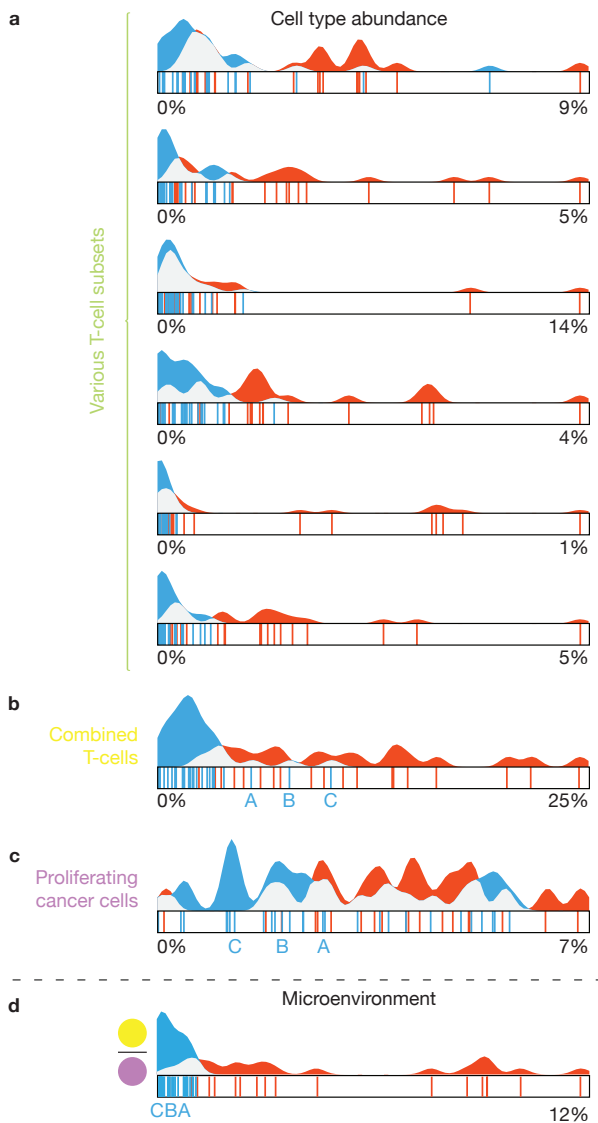 a
Cell type abundance
Various T-cell subsets
0% 9%
0% 5%
0% 14%
0% 4%
0% 1%
0% 5%
b
Combined
T-cells
0% A B C 25%
c
Proliferating
cancer cells
0% C B A 7%
d
Microenvironment
CBA 12%